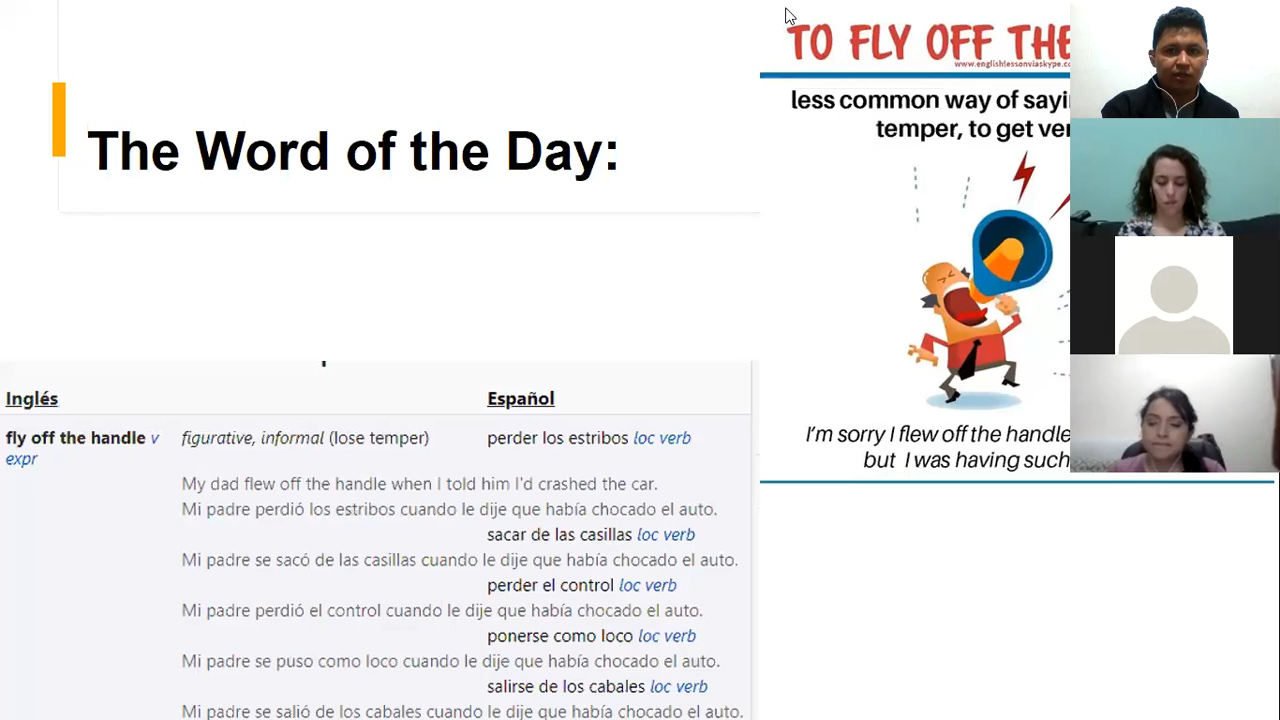 The Word of the Day:
TO FLY OFF THE
www.englishlessonviaskype.c
less common way of sayi
temper, to get ve
I'm sorry I flew off the handle
but I was having such
Inglés Español
fly off the handle v figurative, informal (lose temper) perder los estribos loc verb
expr
My dad flew off the handle when I told him I'd crashed the car.
Mi padre perdió los estribos cuando le dije que había chocado el auto.
sacar de las casillas loc verb
Mi padre se sacó de las casillas cuando le dije que había chocado el auto.
perder el control loc verb
Mi padre perdió el control cuando le dije que había chocado el auto.
ponerse como loco loc verb
Mi padre se puso como loco cuando le dije que había chocado el auto.
salirse de los cabales loc verb
Mi padre se salió de los cabales cuando le dije que había chocado el auto.